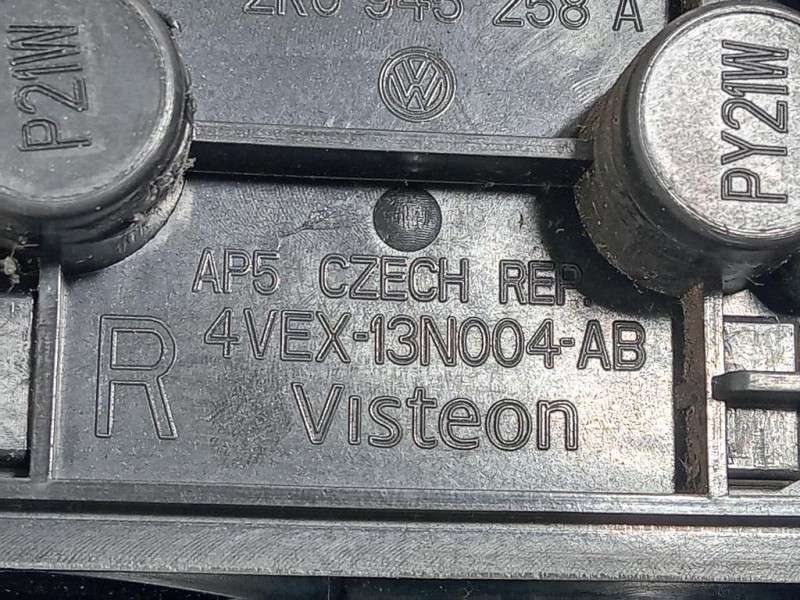 2K0 945 258 A
P21W
PY21W
AP5 CZECH REP.
4VEX-13N004-AB
R
Visteon